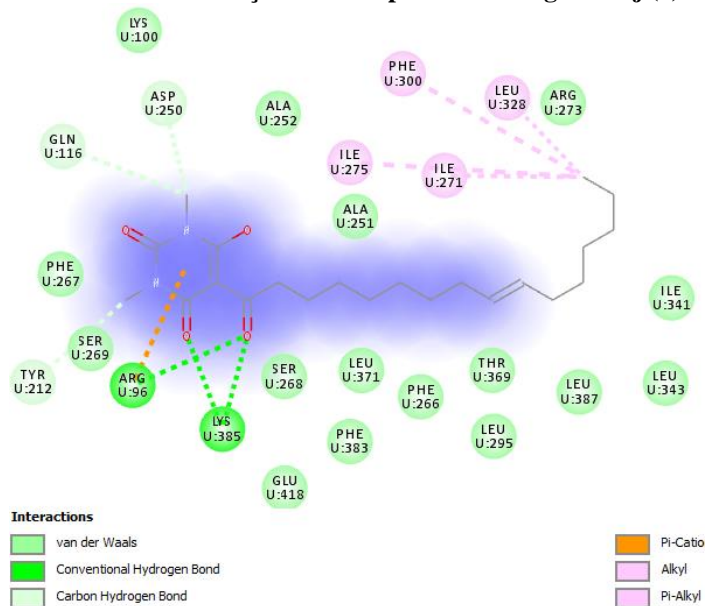 LYS
U:100
PHE
U:300
LEU
U:328
ARG
U:273
ASP
U:250
ALA
U:252
GLN
U:116
ILE
U:275
ILE
U:271
ALA
U:251
O
N
O
N
PHE
U:267
ILE
U:341
SER
U:269
O
O
TYR
U:212
ARG
U:96
SER
U:268
LEU
U:371
THR
U:369
PHE
U:266
LEU
U:387
LEU
U:343
LYS
U:385
PHE
U:383
LEU
U:295
GLU
U:418
Interactions
van der Waals
Conventional Hydrogen Bond
Carbon Hydrogen Bond
Pi-Catio
Alkyl
Pi-Alkyl